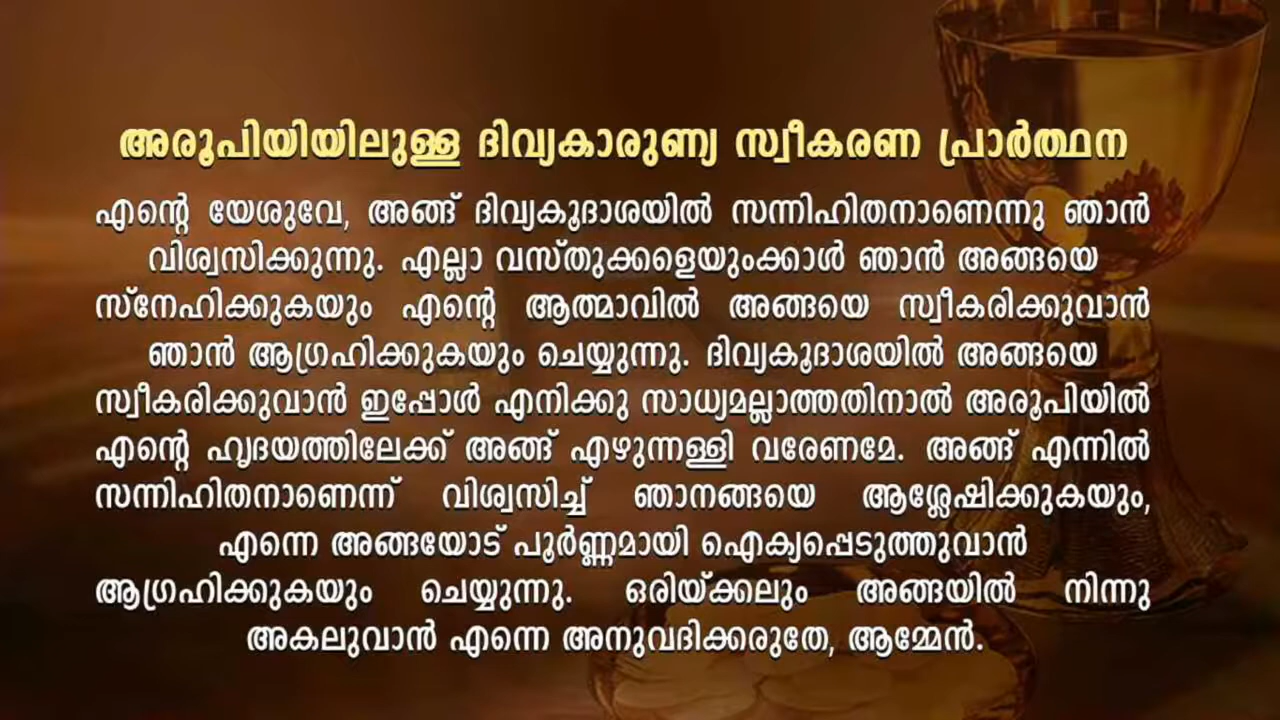 അരൂപിയിയിലുള്ള ദിവ്യകാരുണ്യ സ്വീകരണ പ്രാർത്ഥന
എന്റെ യേശുവേ, അങ്ങ് ദിവ്യകൂദാശയിൽ സന്നിഹിതനാണെന്നു ഞാൻ
വിശ്വസിക്കുന്നു. എല്ലാ വസ്തുക്കളെയുംക്കാൾ ഞാൻ അങ്ങയെ
സ്നേഹിക്കുകയും എന്റെ ആത്മാവിൽ അങ്ങയെ സ്വീകരിക്കുവാൻ
ഞാൻ ആഗ്രഹിക്കുകയും ചെയ്യുന്നു. ദിവ്യകൂദാശയിൽ അങ്ങയെ
സ്വീകരിക്കുവാൻ ഇപ്പോൾ എനിക്കു സാധ്യമല്ലാത്തതിനാൽ അരൂപിയിൽ
എന്റെ ഹൃദയത്തിലേക്ക് അങ്ങ് എഴുന്നള്ളി വരേണമേ. അങ്ങ് എന്നിൽ
സന്നിഹിതനാണെന്ന് വിശ്വസിച്ച് ഞാനങ്ങയെ ആശ്ലേഷിക്കുകയും,
എന്നെ അങ്ങയോട് പൂർണ്ണമായി ഐക്യപ്പെടുത്തുവാൻ
ആഗ്രഹിക്കുകയും ചെയ്യുന്നു. ഒരിയ്ക്കലും അങ്ങയിൽ നിന്നു
അകലുവാൻ എന്നെ അനുവദിക്കരുതേ, ആമ്മേൻ.